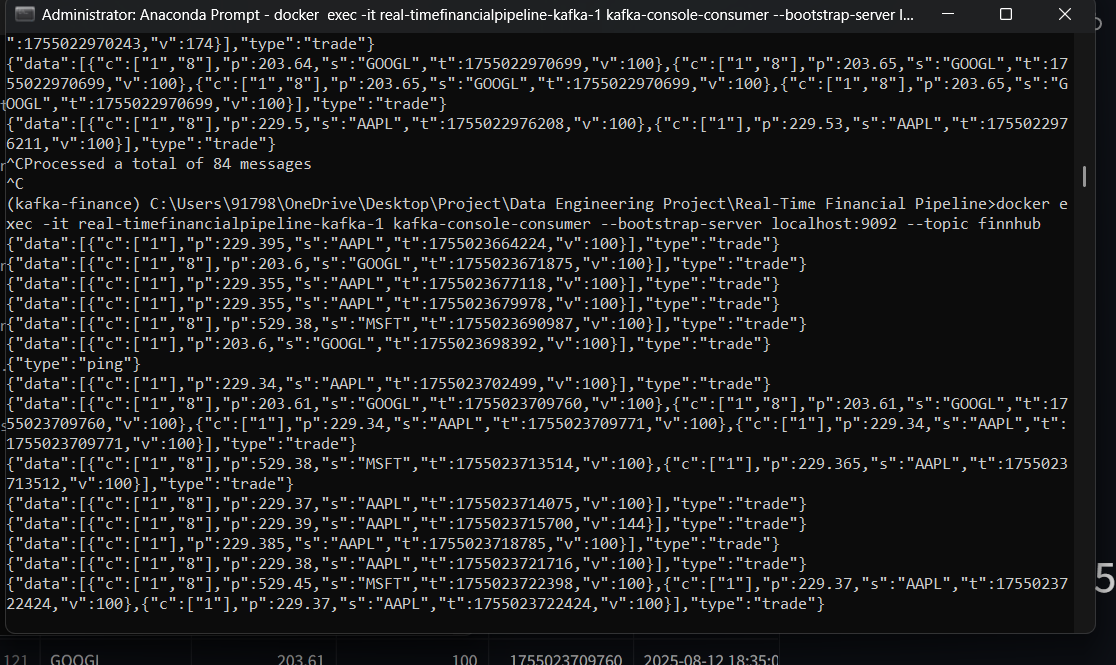 Administrator: Anaconda Prompt - docker  exec -it real-timefinancialpipeline-kafka-1 kafka-console-consumer --bootstrap-server l...
":1755022970243,"v":174}],"type":"trade"}
{"data":[{"c":["1","8"],"p":203.64,"s":"GOOGL","t":1755022970699,"v":100},{"c":["1","8"],"p":203.65,"s":"GOOGL","t":17
55022970699,"v":100},{"c":["1","8"],"p":203.65,"s":"GOOGL","t":1755022970699,"v":100},{"c":["1","8"],"p":203.65,"s":"G
OOGL","t":1755022970699,"v":100}],"type":"trade"}
{"data":[{"c":["1","8"],"p":229.5,"s":"AAPL","t":1755022976208,"v":100},{"c":["1"],"p":229.53,"s":"AAPL","t":175502297
6211,"v":100}],"type":"trade"}
^CProcessed a total of 84 messages
^C
(kafka-finance) C:\Users\91798\OneDrive\Desktop\Project\Data Engineering Project\Real-Time Financial Pipeline>docker e
xec -it real-timefinancialpipeline-kafka-1 kafka-console-consumer --bootstrap-server localhost:9092 --topic finnhub
{"data":[{"c":["1"],"p":229.395,"s":"AAPL","t":1755023664224,"v":100}],"type":"trade"}
{"data":[{"c":["1","8"],"p":203.6,"s":"GOOGL","t":1755023671875,"v":100}],"type":"trade"}
{"data":[{"c":["1"],"p":229.355,"s":"AAPL","t":1755023677118,"v":100}],"type":"trade"}
{"data":[{"c":["1"],"p":229.355,"s":"AAPL","t":1755023679978,"v":100}],"type":"trade"}
{"data":[{"c":["1","8"],"p":529.38,"s":"MSFT","t":1755023690987,"v":100}],"type":"trade"}
{"data":[{"c":["1"],"p":203.6,"s":"GOOGL","t":1755023698392,"v":100}],"type":"trade"}
{"type":"ping"}
{"data":[{"c":["1"],"p":229.34,"s":"AAPL","t":1755023702499,"v":100}],"type":"trade"}
{"data":[{"c":["1","8"],"p":203.61,"s":"GOOGL","t":1755023709760,"v":100},{"c":["1","8"],"p":203.61,"s":"GOOGL","t":17
55023709760,"v":100},{"c":["1"],"p":229.34,"s":"AAPL","t":1755023709771,"v":100},{"c":["1"],"p":229.34,"s":"AAPL","t":
1755023709771,"v":100}],"type":"trade"}
{"data":[{"c":["1","8"],"p":529.38,"s":"MSFT","t":1755023713514,"v":100},{"c":["1"],"p":229.365,"s":"AAPL","t":1755023
713512,"v":100}],"type":"trade"}
{"data":[{"c":["1","8"],"p":229.37,"s":"AAPL","t":1755023714075,"v":100}],"type":"trade"}
{"data":[{"c":["1","8"],"p":229.39,"s":"AAPL","t":1755023715700,"v":144}],"type":"trade"}
{"data":[{"c":["1"],"p":229.385,"s":"AAPL","t":1755023718785,"v":100}],"type":"trade"}
{"data":[{"c":["1","8"],"p":229.38,"s":"AAPL","t":1755023721716,"v":100}],"type":"trade"}
{"data":[{"c":["1","8"],"p":529.45,"s":"MSFT","t":1755023722398,"v":100},{"c":["1"],"p":229.37,"s":"AAPL","t":17550237
22424,"v":100},{"c":["1"],"p":229.37,"s":"AAPL","t":1755023722424,"v":100}],"type":"trade"}
5
121 GOOGL 203.61 100 1755023709760 2025-08-12 18:35:0